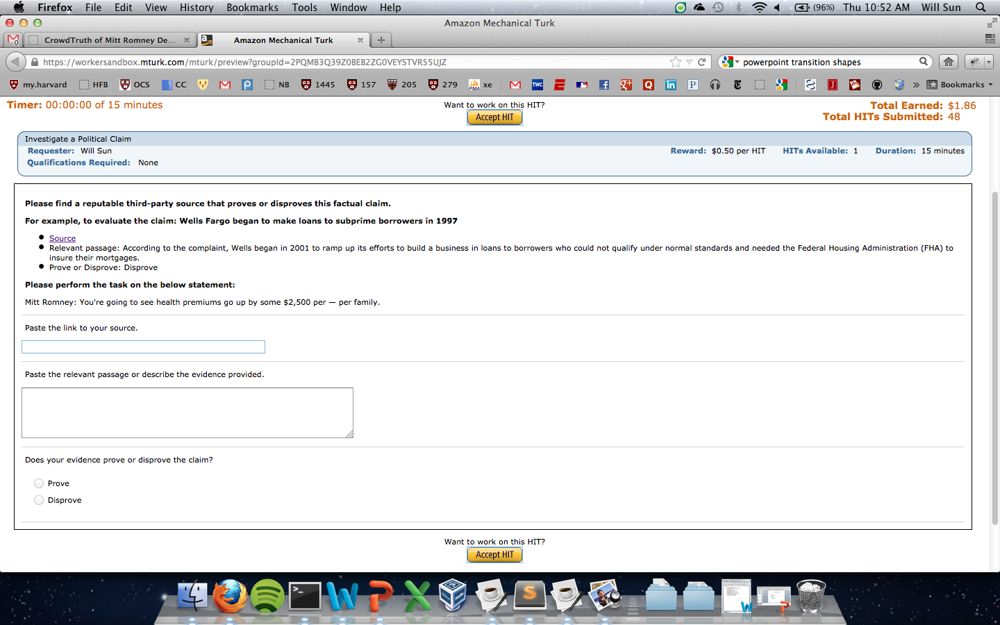 Firefox File Edit View History Bookmarks Tools Window Help (96%) Thu 10:52 AM Will Sun
Amazon Mechanical Turk
CrowdTruth of Mitt Romney De... Amazon Mechanical Turk
https://workersandbox.mturk.com/mturk/preview?groupId=2PQMB3Q39Z0BEB2ZG0VEYSTVR55UJZ powerpoint transition shapes
my.harvard HFB OCS CC NB 1445 157 205 279 xe TWC Bookmarks
Timer: 00:00:00 of 15 minutes
Want to work on this HIT?
Total Earned: $1.86
Accept HIT
Total HITs Submitted: 48
Investigate a Political Claim
Requester: Will Sun Reward: $0.50 per HIT HITs Available: 1 Duration: 15 minutes
Qualifications Required: None
Please find a reputable third-party source that proves or disproves this factual claim.
For example, to evaluate the claim: Wells Fargo began to make loans to subprime borrowers in 1997
Source
Relevant passage: According to the complaint, Wells began in 2001 to ramp up its efforts to build a business in loans to borrowers who could not qualify under normal standards and needed the Federal Housing Administration (FHA) to
insure their mortgages.
Prove or Disprove: Disprove
Please perform the task on the below statement:
Mitt Romney: You're going to see health premiums go up by some $2,500 per — per family.
Paste the link to your source.
Paste the relevant passage or describe the evidence provided.
Does your evidence prove or disprove the claim?
Prove
Disprove
Want to work on this HIT?
Accept HIT